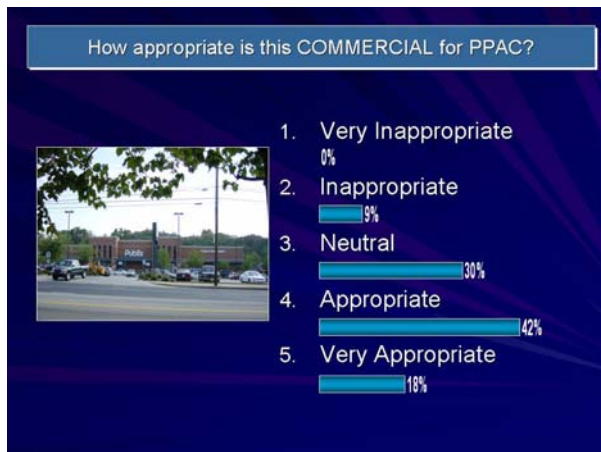 How appropriate is this COMMERCIAL for PPAC?
1. Very Inappropriate
0%
2. Inappropriate
9%
3. Neutral
30%
4. Appropriate
42%
5. Very Appropriate
18%
Publix